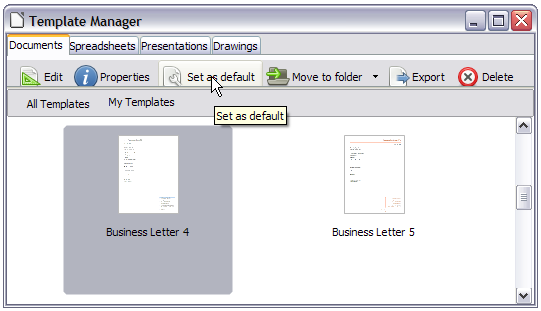 Template Manager
Documents Spreadsheets Presentations Drawings
Edit Properties Set as default Move to folder Export Delete
All Templates My Templates
Set as default
Business Letter 4 Business Letter 5